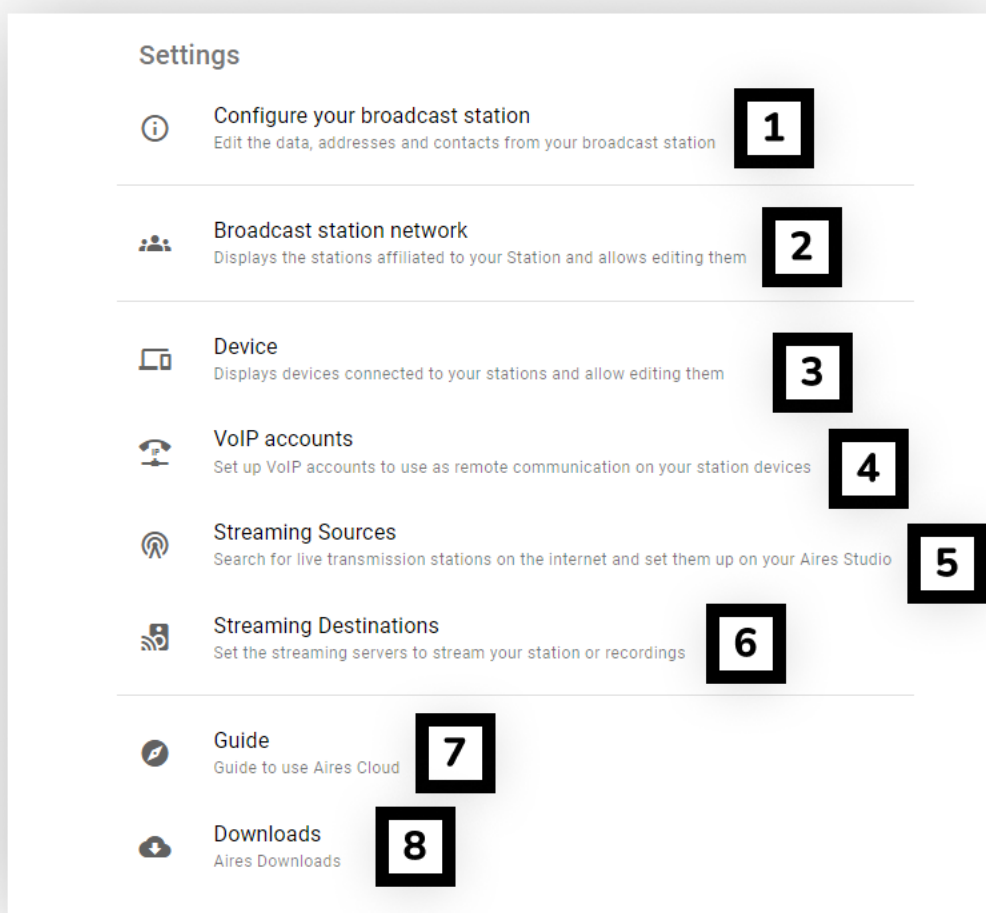 Settings
Configure your broadcast station
Edit the data, addresses and contacts from your broadcast station
1
Broadcast station network
Displays the stations affiliated to your Station and allows editing them
2
Device
Displays devices connected to your stations and allow editing them
3
VoIP accounts
Set up VoIP accounts to use as remote communication on your station devices
4
Streaming Sources
Search for live transmission stations on the internet and set them up on your Aires Studio
5
Streaming Destinations
Set the streaming servers to stream your station or recordings
6
Guide
Guide to use Aires Cloud
7
Downloads
Aires Downloads
8
IP